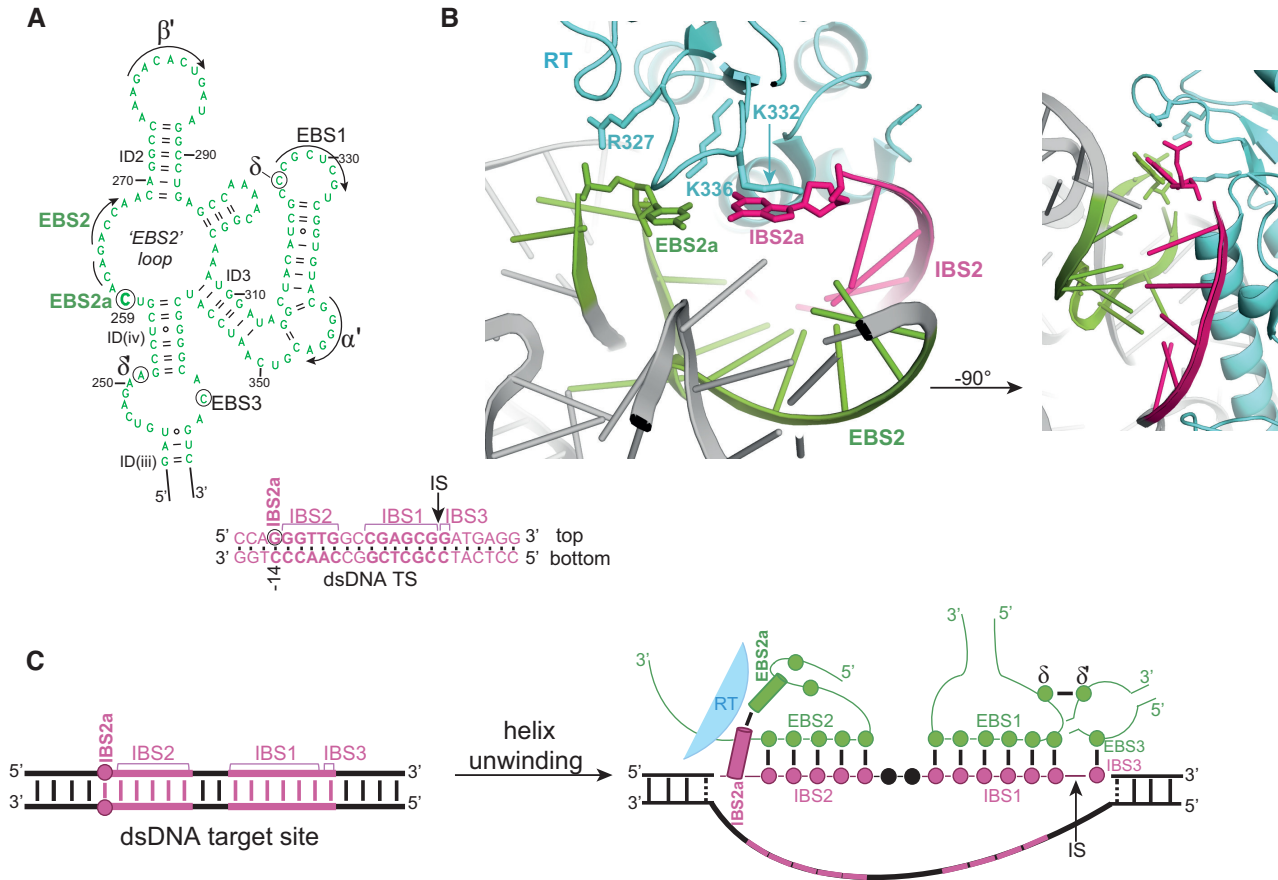 A
β'
ID2
290
270
EBS2
'EBS2'
loop
EBS2a
C
259
ID(iv)
δ'
250
EBS3
ID(iii)
5'
3'
δ
EBS1
330
ID3
310
α'
350
IBS2a
IS
IBS2
IBS1
IBS3
5' CCAGGGTTGGCCGAGCGGATGAGG 3' top
3' GGTCCCCAACCGGCTCGCCTACTCC 5' bottom
-14
dsDNA TS
B
RT
R327
K332
K336
EBS2a
IBS2a
IBS2
EBS2
-90°
C
IBS2a
IBS2
IBS1
IBS3
5'
3'
3'
5'
dsDNA target site
helix
unwinding
3'
RT
EBS2a
5'
EBS2
3'
5'
δ
δ'
3'
5'
EBS1
EBS3
IBS3
5'
3'
IBS2a
IBS2
IBS1
3'
5'
IS